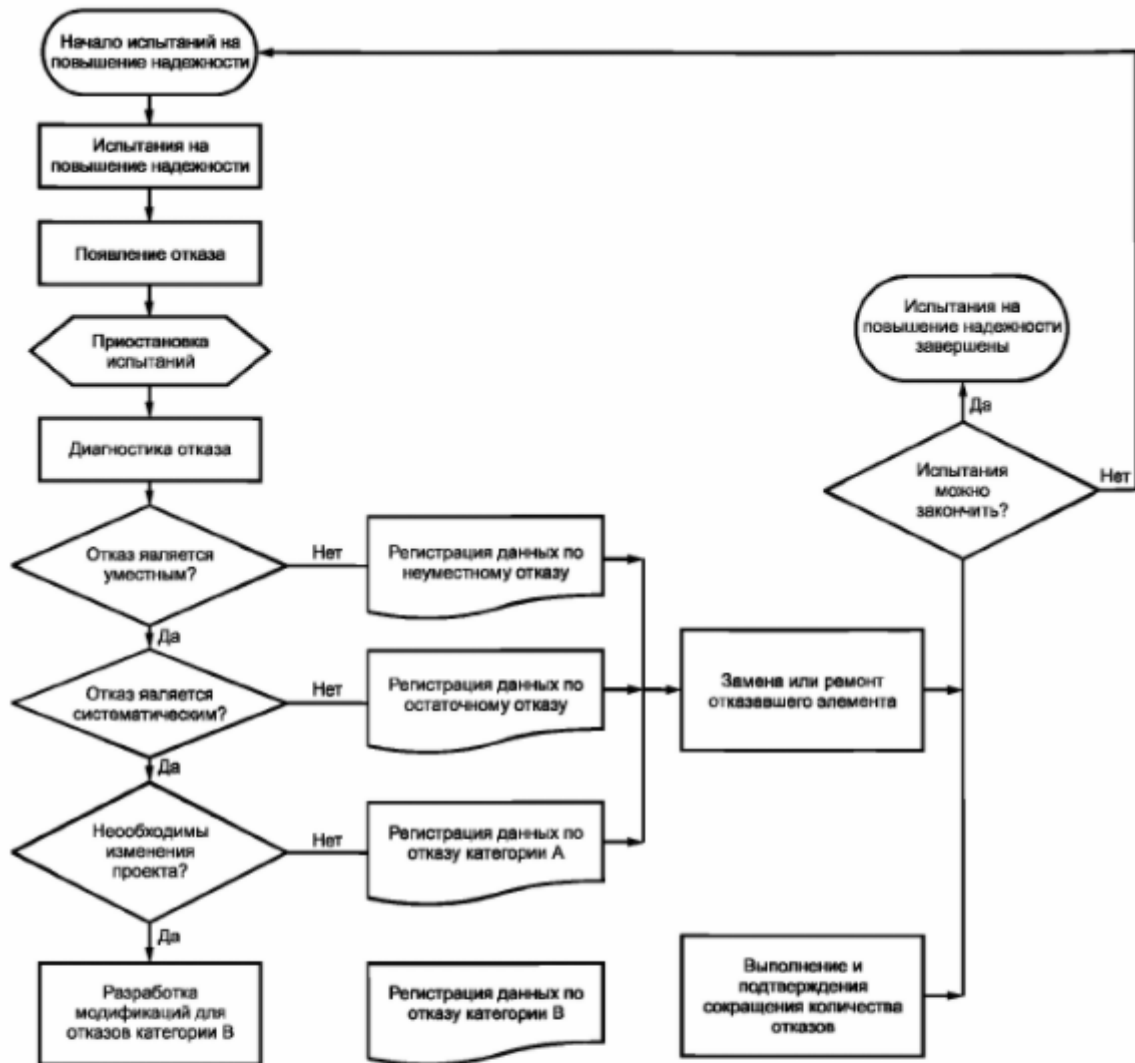 Начало испытаний на
повышение надежности
Испытания на
повышение надежности
Появление отказа
Приостановка
испытаний
Диагностика отказа
Отказ является
уместным?
Нет
Регистрация данных по
неуместному отказу
Да
Отказ является
систематическим?
Нет
Регистрация данных по
остаточному отказу
Да
Неообходимы
изменения
проекта?
Нет
Регистрация данных по
отказу категории А
Да
Разработка
модификаций для
отказов категории В
Регистрация данных по
отказу категории В
Замена или ремонт
отказавшего элемента
Выполнение и
подтверждения
сокращения количества
отказов
Испытания
можно
закончить?
Нет
Да
Испытания на
повышение надежности
завершены